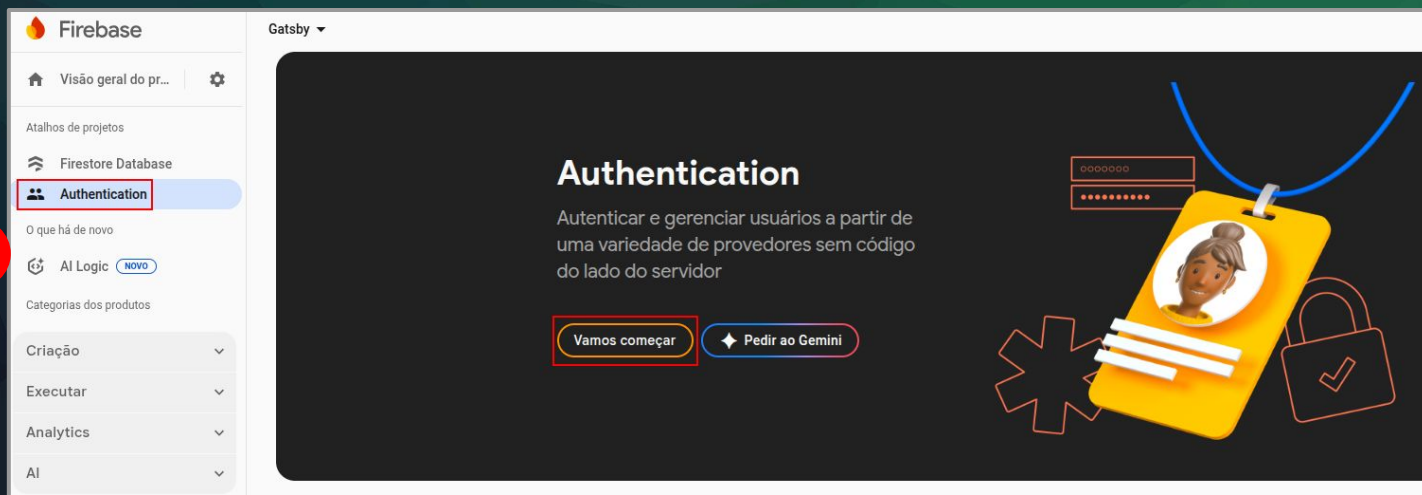 Firebase
Gatsby
Visão geral do pr...
Atalhos de projetos
Firestore Database
Authentication
O que há de novo
AI Logic NOVO
Categorias dos produtos
Criação
Executar
Analytics
AI
Authentication
Autenticar e gerenciar usuários a partir de
uma variedade de provedores sem código
do lado do servidor
Vamos começar
Pedir ao Gemini